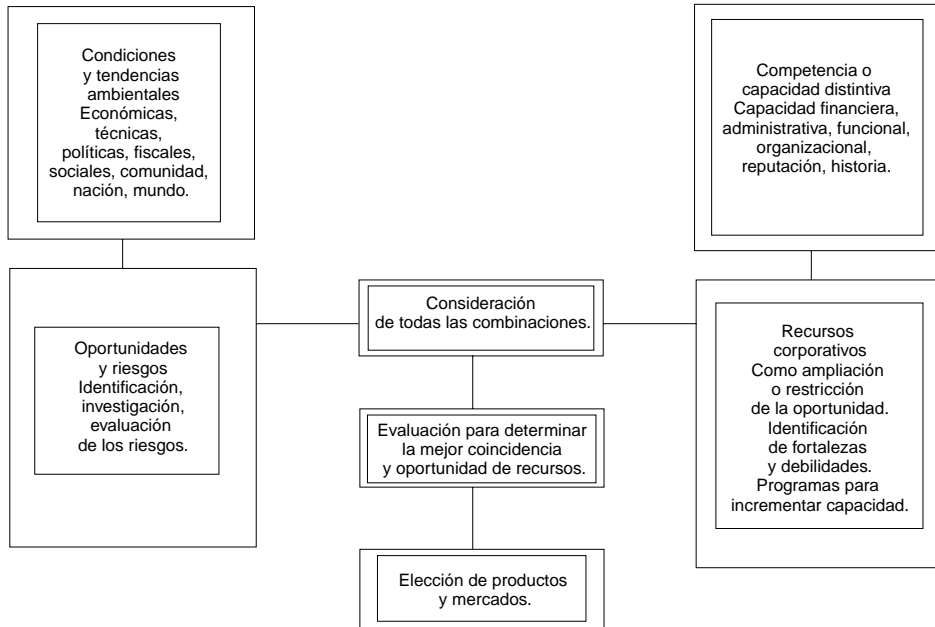 Condiciones
y tendencias
ambientales
Económicas,
técnicas,
políticas, fiscales,
sociales, comunidad,
nación, mundo.
Competencia o
capacidad distintiva
Capacidad financiera,
administrativa, funcional,
organizacional,
reputación, historia.
Oportunidades
y riesgos
Identificación,
investigación,
evaluación
de los riesgos.
Consideración
de todas las combinaciones.
Recursos
corporativos
Como ampliación
o restricción
de la oportunidad.
Identificación
de fortalezas
y debilidades.
Programas para
incrementar capacidad.
Evaluación para determinar
la mejor coincidencia
y oportunidad de recursos.
Elección de productos
y mercados.